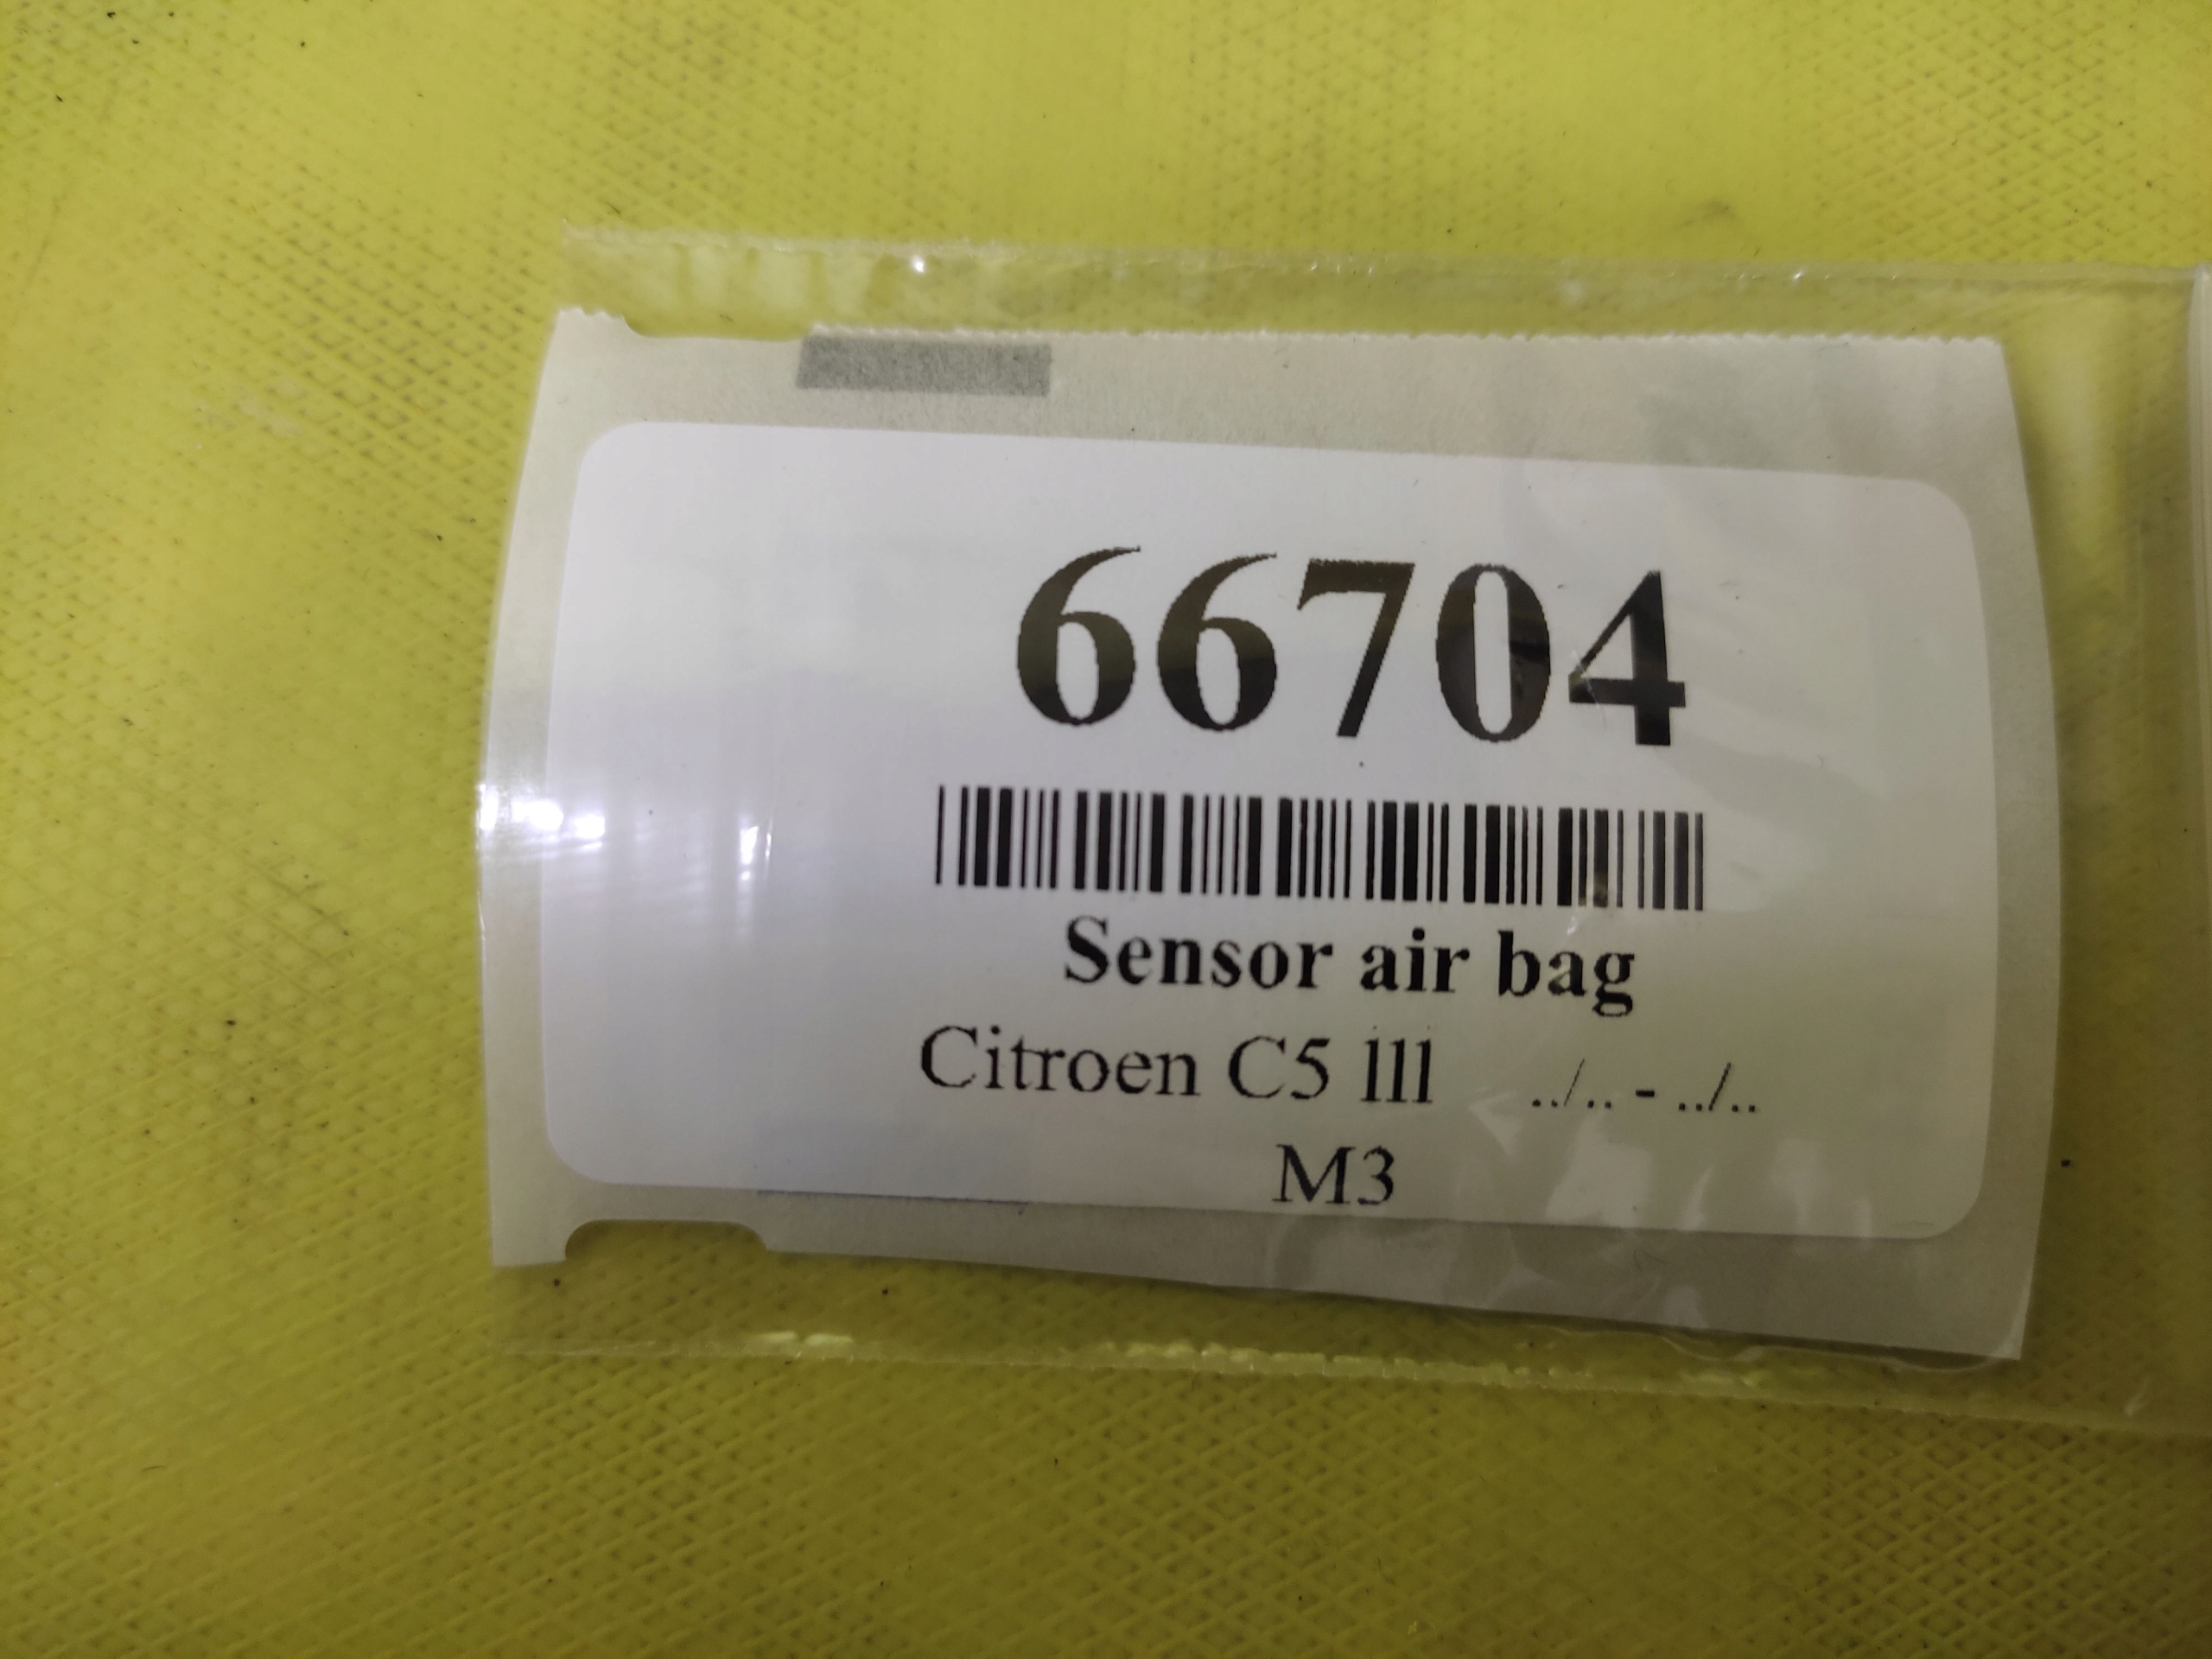 66704
Sensor air bag
Citroen C5 lll ../.. - ../..
M3